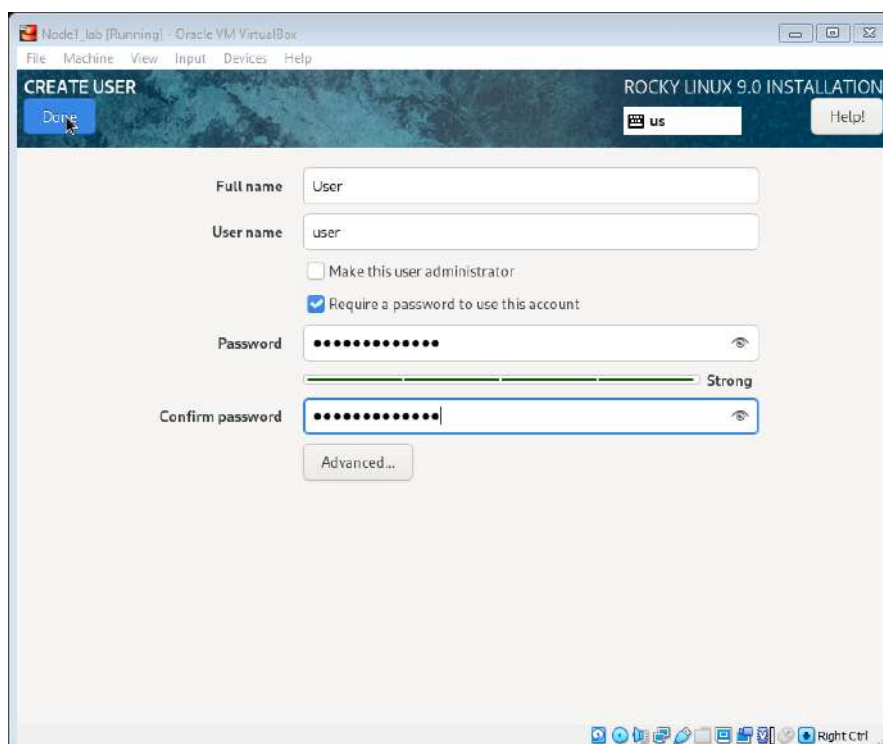 Node1_lab [Running] - Oracle VM VirtualBox
File Machine View Input Devices Help
CREATE USER
ROCKY LINUX 9.0 INSTALLATION
Done
us
Help!
Full name
User
User name
user
Make this user administrator
Require a password to use this account
Password
●●●●●●●●●●●●●
Strong
Confirm password
●●●●●●●●●●●●●
Advanced...
Right Ctrl